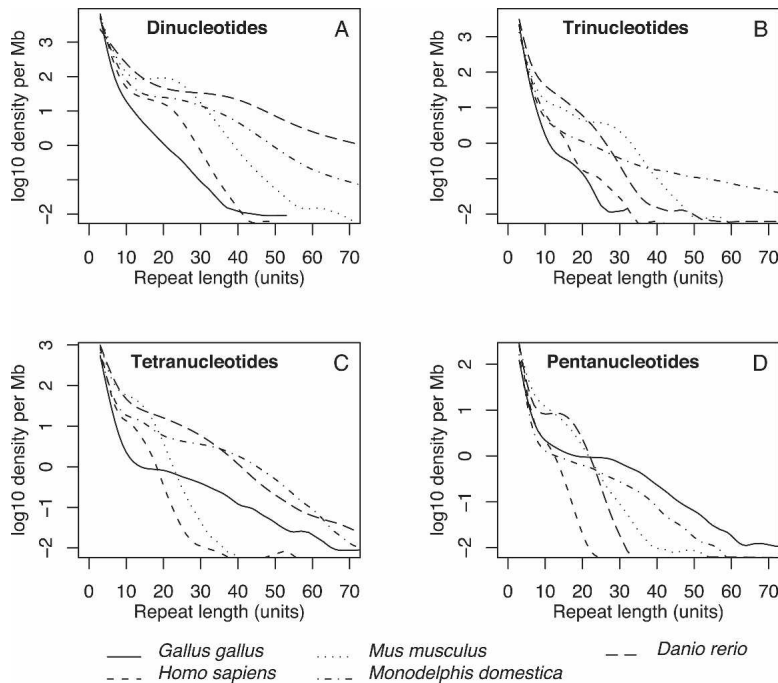 Dinucleotides A
log10 density per Mb
3
2
1
0
-2
0 10 20 30 40 50 60 70
Repeat length (units)
Trinucleotides B
log10 density per Mb
3
2
1
0
-2
0 10 20 30 40 50 60 70
Repeat length (units)
Tetranucleotides C
log10 density per Mb
3
2
1
0
-1
-2
0 10 20 30 40 50 60 70
Repeat length (units)
Pentanucleotides D
log10 density per Mb
2
1
0
-1
-2
0 10 20 30 40 50 60 70
Repeat length (units)
Gallus gallus Mus musculus Danio rerio
Homo sapiens Monodelphis domestica